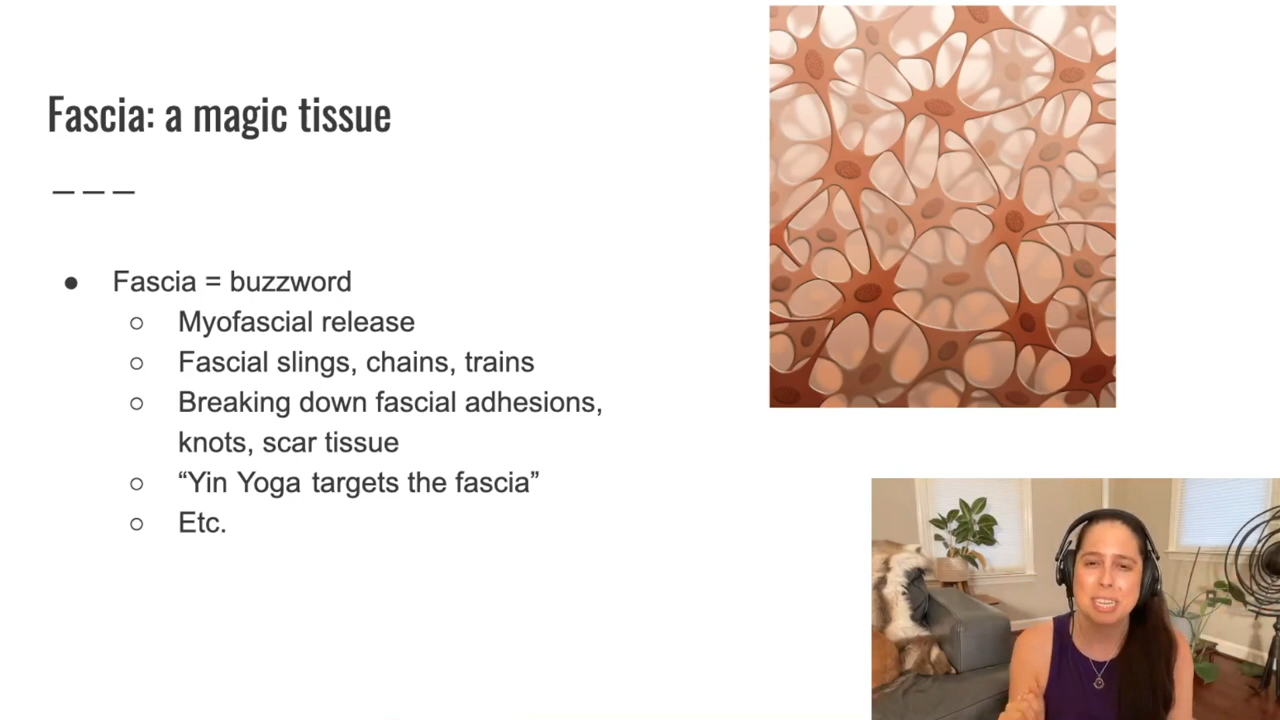 Fascia: a magic tissue
● Fascia = buzzword
○ Myofascial release
○ Fascial slings, chains, trains
○ Breaking down fascial adhesions,
knots, scar tissue
○ “Yin Yoga targets the fascia”
○ Etc.